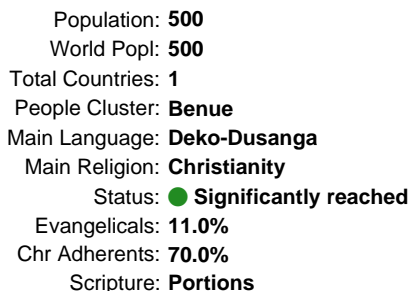 Population: 500
World Popl: 500
Total Countries: 1
People Cluster: Benue
Main Language: Deko-Dusanga
Main Religion: Christianity
Status: Significantly reached
Evangelicals: 11.0%
Chr Adherents: 70.0%
Scripture: Portions